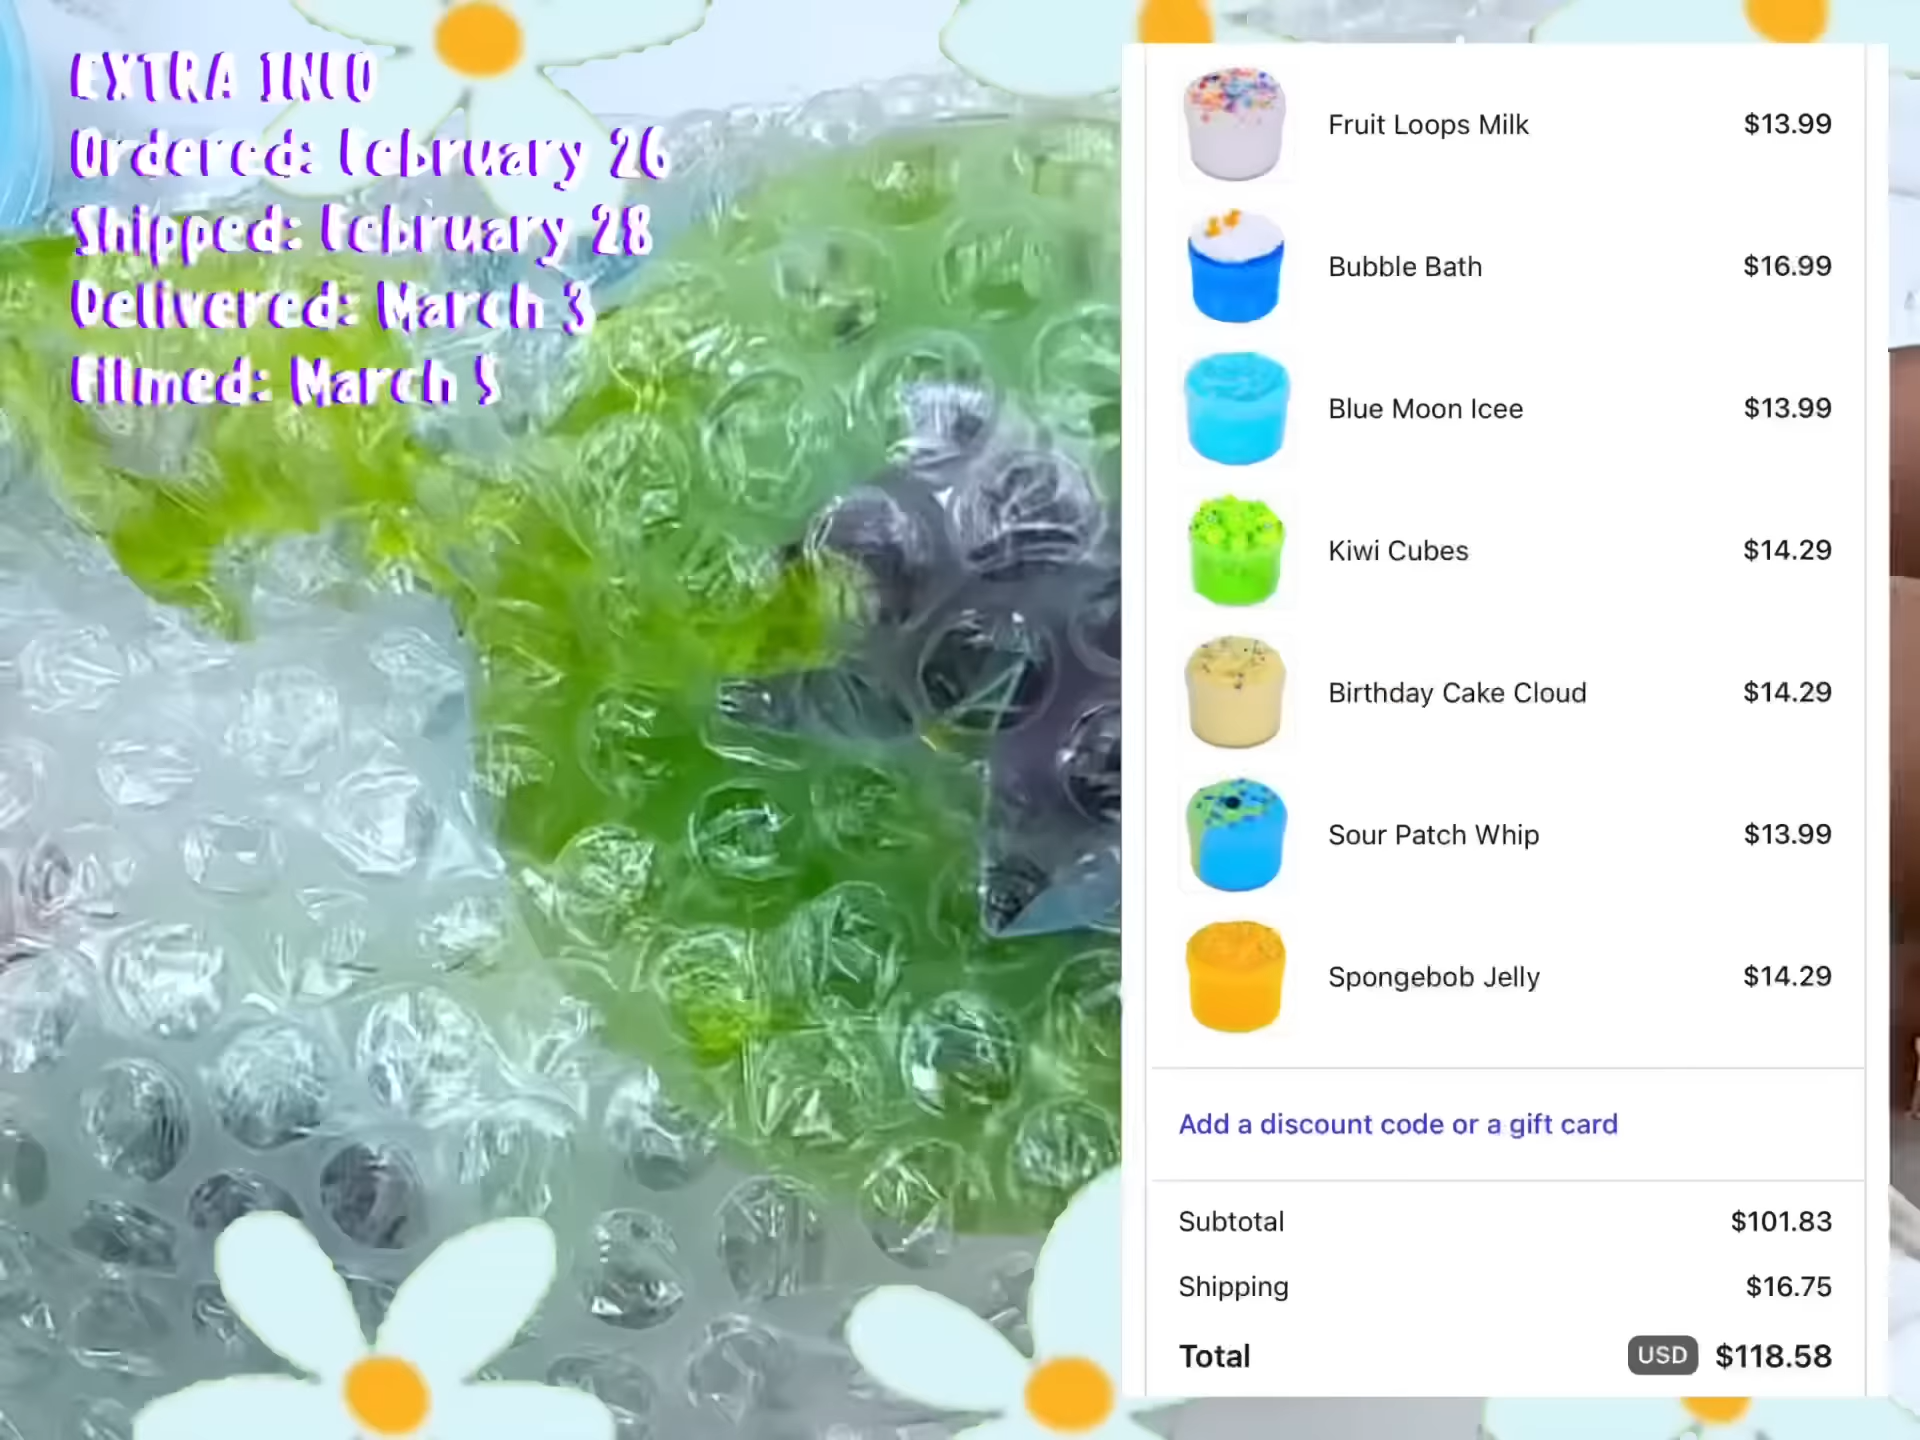 EXTRA INFO
Ordered: February 26
Shipped: February 28
Delivered: March 3
Filmed: March 5
Fruit Loops Milk $13.99
Bubble Bath $16.99
Blue Moon Icee $13.99
Kiwi Cubes $14.29
Birthday Cake Cloud $14.29
Sour Patch Whip $13.99
Spongebob Jelly $14.29
Add a discount code or a gift card
Subtotal $101.83
Shipping $16.75
Total USD $118.58